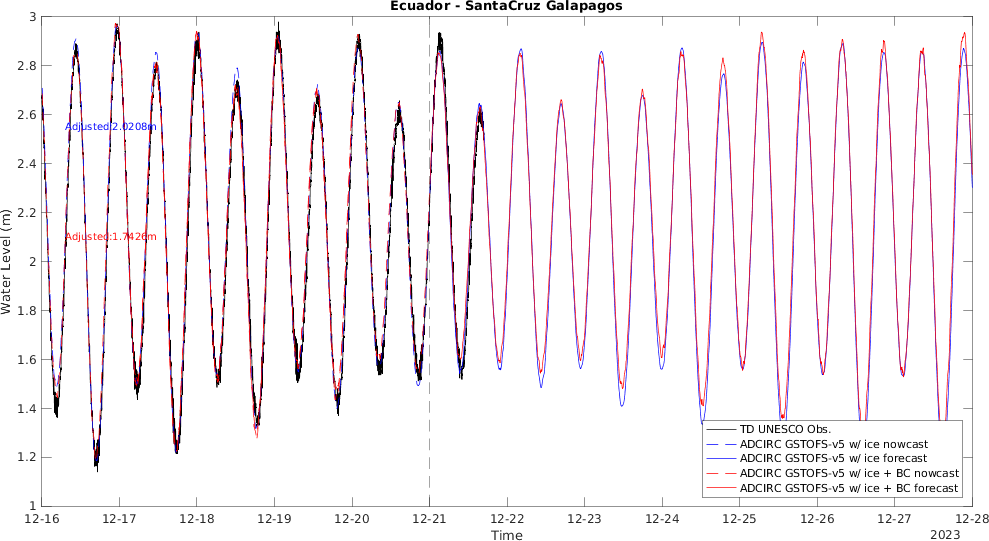 Ecuador - SantaCruz Galapagos
Water Level (m)
3
2.8
2.6
2.4
2.2
2
1.8
1.6
1.4
1.2
1
Adjusted:2.0208m
Adjusted:1.7426m
TD UNESCO Obs.
ADCIRC GSTOFS-v5 w/ ice nowcast
ADCIRC GSTOFS-v5 w/ ice forecast
ADCIRC GSTOFS-v5 w/ ice + BC nowcast
ADCIRC GSTOFS-v5 w/ ice + BC forecast
12-16 12-17 12-18 12-19 12-20 12-21 12-22 12-23 12-24 12-25 12-26 12-27 12-28
Time
2023